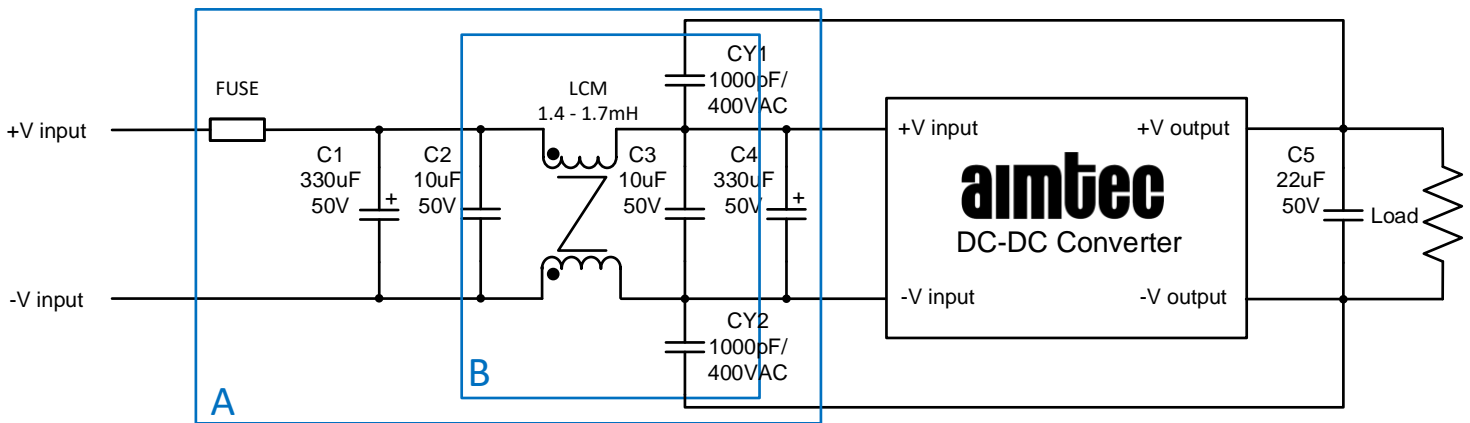 FUSE
+V input
-V input
C1
330uF
50V
+
C2
10uF
50V
LCM
1.4 - 1.7mH
C3
10uF
50V
CY1
1000pF/
400VAC
C4
330uF
50V
+
CY2
1000pF/
400VAC
B
A
+V input
+V output
aimtec
DC-DC Converter
-V input
-V output
C5
22uF
50V
Load